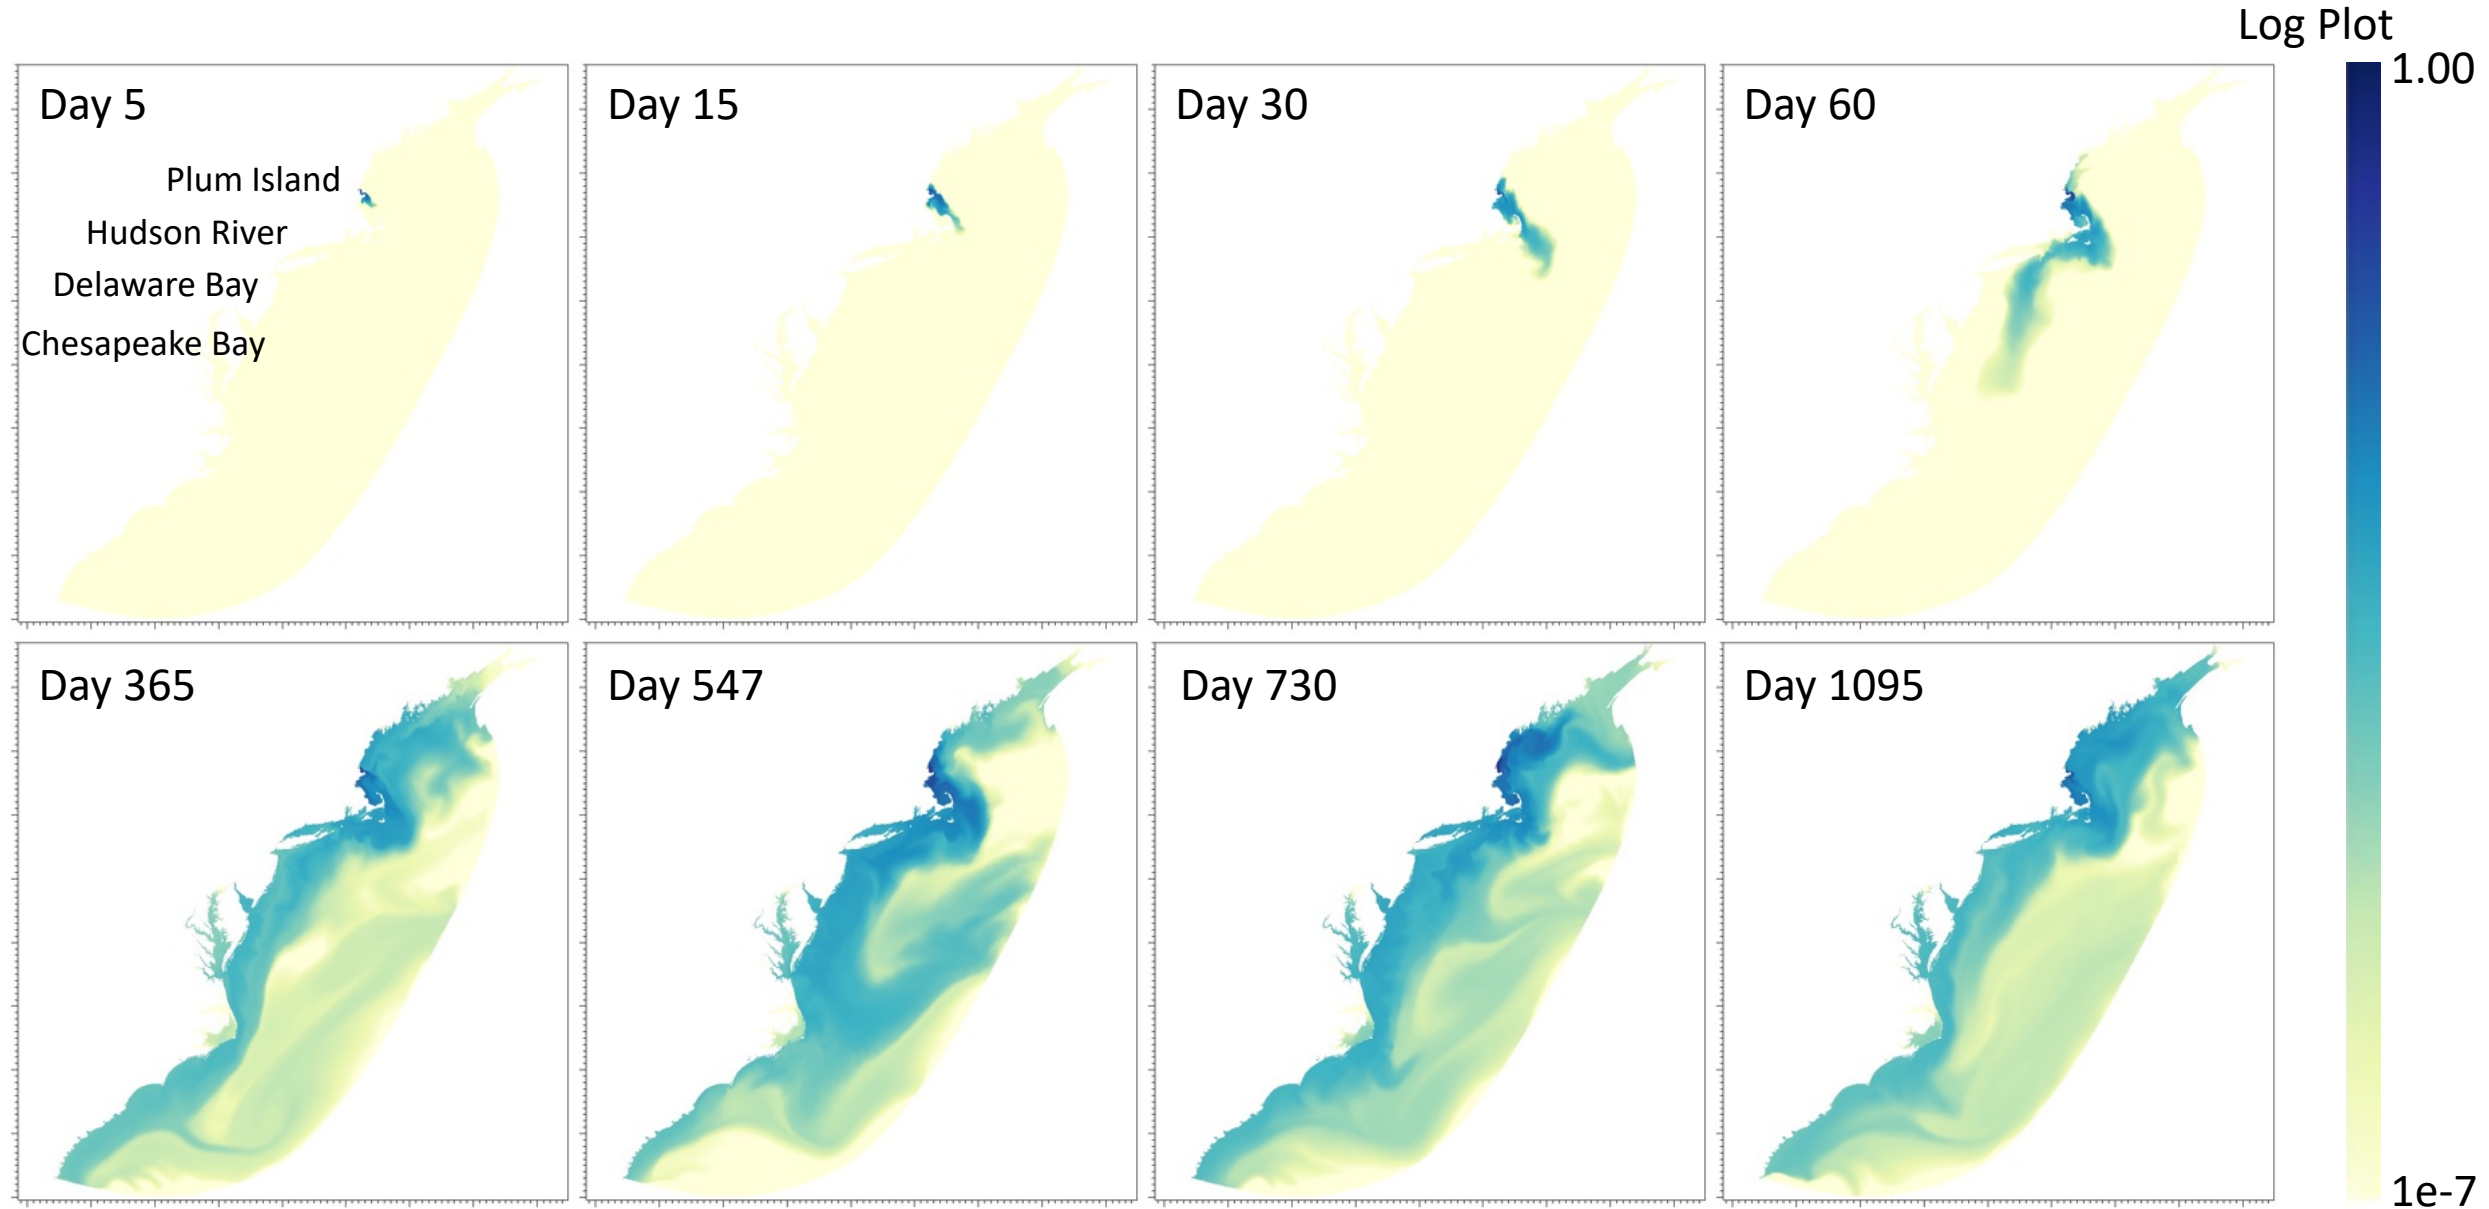 Log Plot
1.00
Day 5
Day 15
Day 30
Day 60
Plum Island
Hudson River
Delaware Bay
Chesapeake Bay
Day 365
Day 547
Day 730
Day 1095
1e-7